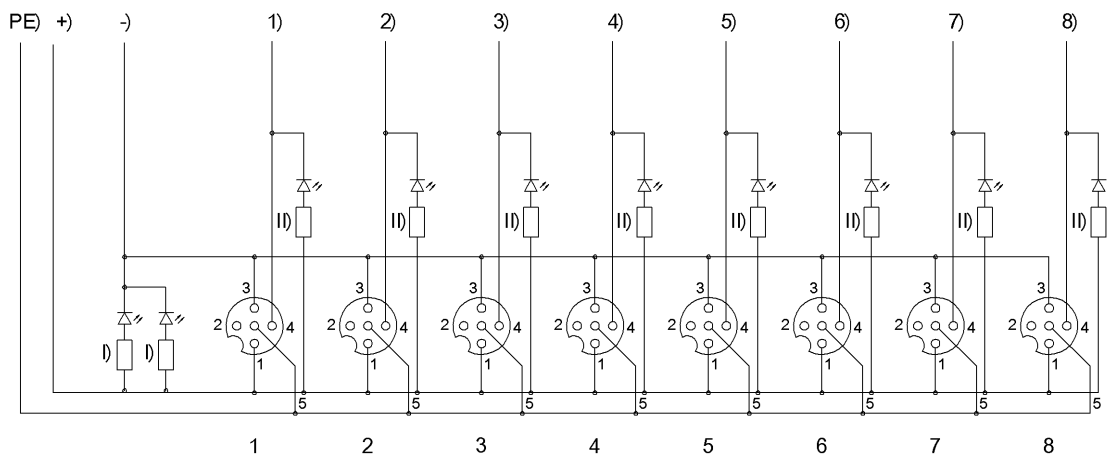 PE) +) -) 1) 2) 3) 4) 5) 6) 7) 8)
II) II) II) II) II) II) II) II)
3 3 3 3 3 3 3 3
2 4 2 4 2 4 2 4 2 4 2 4 2 4 2 4
I) I)
1 1 1 1 1 1 1 1
5 5 5 5 5 5 5 5
1 2 3 4 5 6 7 8